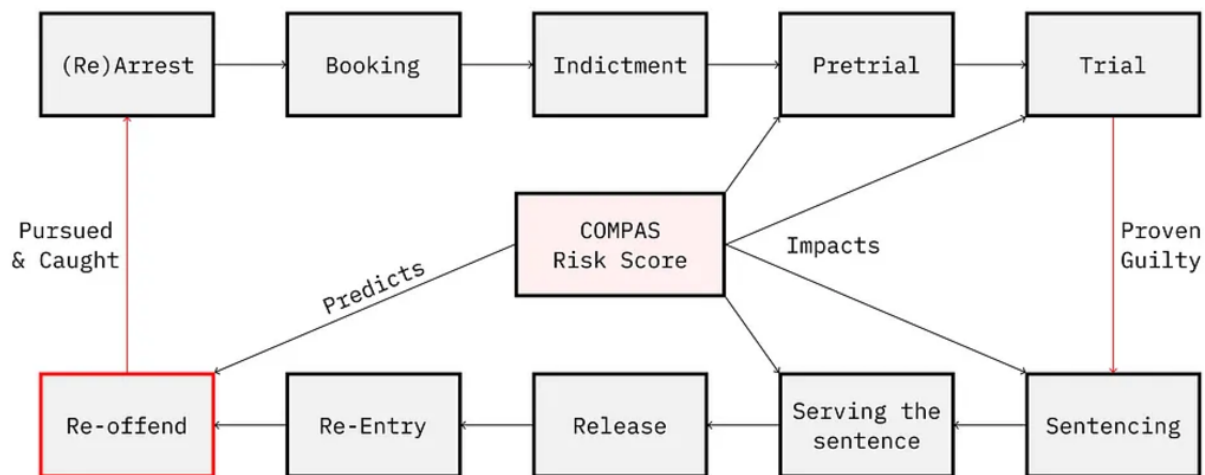 (Re)Arrest
Booking
Indictment
Pretrial
Trial
Pursued
& Caught
Predicts
COMPAS
Risk Score
Impacts
Proven
Guilty
Re-offend
Re-Entry
Release
Serving the
sentence
Sentencing